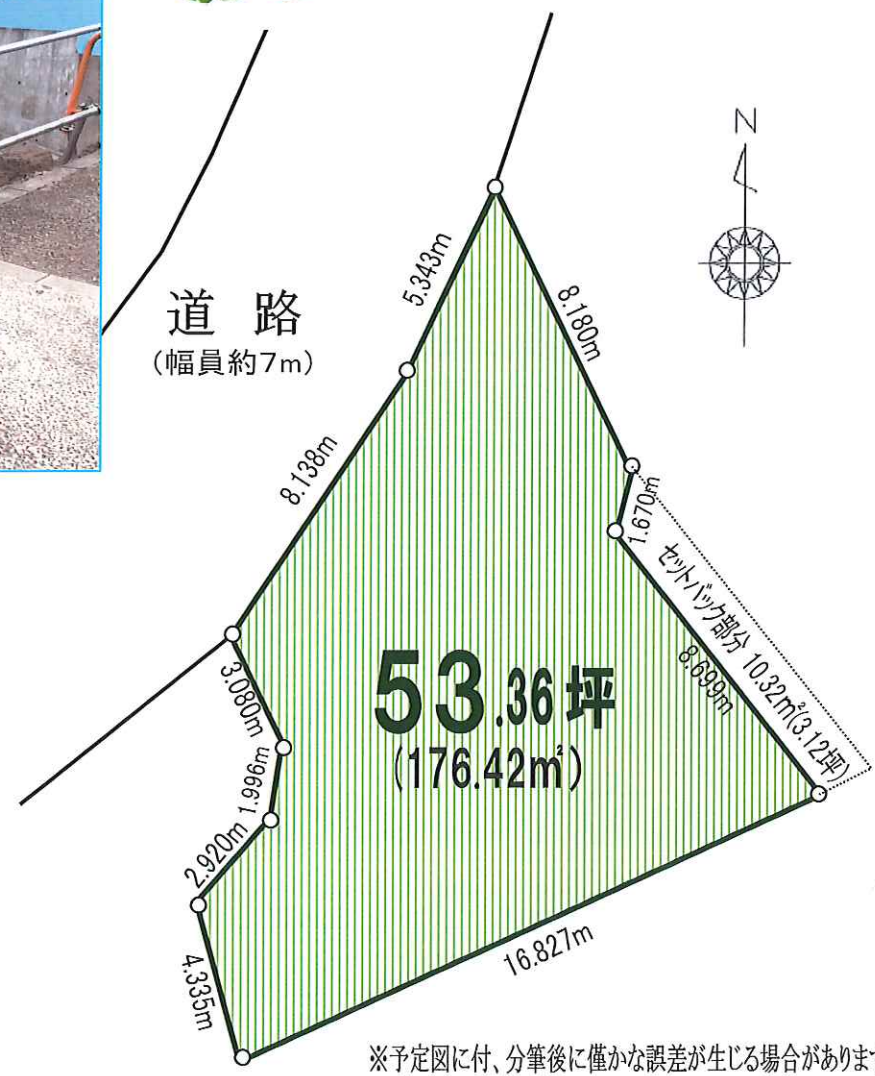 N
道 路
(幅員約7m)
5.343m
8.180m
8.138m
1.670m
セットバック部分 10.32㎡(3.12坪)
8.699m
3.080m
53.36坪
(176.42㎡)
1.996m
2.920m
4.335m
16.827m
※予定図に付、分筆後に僅かな誤差が生じる場合がありま